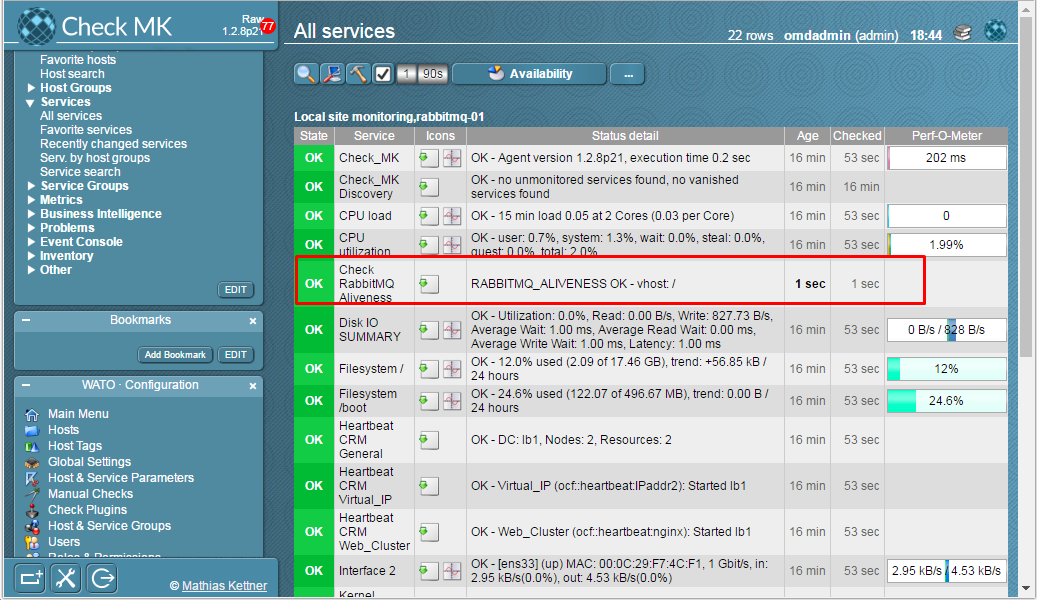 Check MK
Raw
1.2.8p21
77
Favorite hosts
Host search
Host Groups
Services
All services
Favorite services
Recently changed services
Serv. by host groups
Service search
Service Groups
Metrics
Business Intelligence
Problems
Event Console
Inventory
Other
EDIT
Bookmarks
×
Add Bookmark EDIT
WATO · Configuration
×
Main Menu
Hosts
Host Tags
Global Settings
Host & Service Parameters
Manual Checks
Check Plugins
Host & Service Groups
Users
Roles & Permissions
© Mathias Kettner
All services
22 rows omdadmin (admin) 18:44
1 90s Availability ...
Local site monitoring,rabbitmq-01
State Service Icons Status detail Age Checked Perf-O-Meter
OK Check_MK OK - Agent version 1.2.8p21, execution time 0.2 sec 16 min 53 sec 202 ms
OK Check_MK
Discovery
OK - no unmonitored services found, no vanished
services found
16 min 16 min
OK CPU load OK - 15 min load 0.05 at 2 Cores (0.03 per Core) 16 min 53 sec 0
OK CPU
utilization
OK - user: 0.7%, system: 1.3%, wait: 0.0%, steal: 0.0%,
guest: 0.0%, total: 2.0%
16 min 53 sec 1.99%
OK Check
RabbitMQ
Aliveness
RABBITMQ_ALIVENESS OK - vhost: / 1 sec 1 sec
OK Disk IO
SUMMARY
OK - Utilization: 0.0%, Read: 0.00 B/s, Write: 827.73 B/s,
Average Wait: 1.00 ms, Average Read Wait: 0.00 ms,
Average Write Wait: 1.00 ms, Latency: 1.00 ms
16 min 53 sec 0 B/s / 828 B/s
OK Filesystem /
OK - 12.0% used (2.09 of 17.46 GB), trend: +56.85 kB /
24 hours
16 min 53 sec 12%
OK Filesystem
/boot
OK - 24.6% used (122.07 of 496.67 MB), trend: 0.00 B /
24 hours
16 min 53 sec 24.6%
OK Heartbeat
CRM
General
OK - DC: lb1, Nodes: 2, Resources: 2 16 min 53 sec
OK Heartbeat
CRM
Virtual_IP
OK - Virtual_IP (ocf::heartbeat:IPaddr2): Started lb1 16 min 53 sec
OK Heartbeat
CRM
Web_Cluster
OK - Web_Cluster (ocf::heartbeat:nginx): Started lb1 16 min 53 sec
OK Interface 2
OK - [ens33] (up) MAC: 00:0C:29:F7:4C:F1, 1 Gbit/s, in:
2.95 kB/s(0.0%), out: 4.53 kB/s(0.0%)
16 min 53 sec 2.95 kB/s / 4.53 kB/s
Kernel